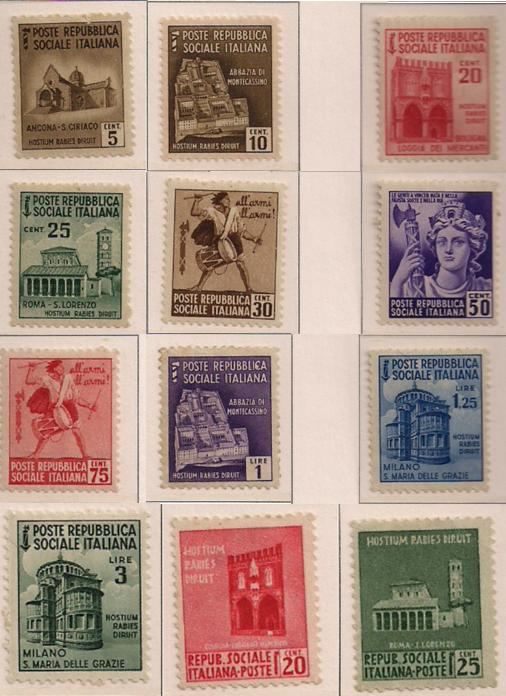 POSTE REPUBBLICA
SOCIALE ITALIANA
ANCONA-S. CIRIACO
CENT.
5
HOSTIUM RABIES DIRUIT
POSTE REPUBBLICA
SOCIALE ITALIANA
ABBAZIA DI
MONTECASSINO
CENT.
10
HOSTIUM RABIES DIRUIT
POSTE REPUBBLICA
SOCIALE ITALIANA
CENT.
20
HOSTIUM
RABIES
DIRUIT
BOLOGNA
LOGGIA DEI MERCANTI
POSTE REPUBBLICA
SOCIALE ITALIANA
CENT. 25
ROMA - S. LORENZO
HOSTIUM RABIES DIRUIT
all'armi
all'armi!
POSTE REPUBBLICA
SOCIALE ITALIANA
CENT.
30
LE GENTI A VINCER NATA E NELLA
POSTE REPUBBLICA
SOCIALE ITALIANA
CENT.
50
all'armi
all'armi!
POSTE REPUBBLICA
SOCIALE ITALIANA
CENT.
75
POSTE REPUBBLICA
SOCIALE ITALIANA
ABBAZIA DI
MONTECASSINO
LIRE
1
HOSTIUM RABIES DIRUIT
POSTE REPUBBLICA
SOCIALE ITALIANA
LIRE
1,25
HOSTIUM
RABIES
DIRUIT
MILANO
S. MARIA DELLE GRAZIE
POSTE REPUBBLICA
SOCIALE ITALIANA
LIRE
3
HOSTIUM
RABIES
DIRUIT
MILANO
S. MARIA DELLE GRAZIE
HOSTIUM
RABIES
DIRUIT
REPUB. SOCIALE
ITALIANA-POSTE
20
HOSTIUM RABIES DIRUIT
ROMA-S. LORENZO
REPUB. SOCIALE
ITALIANA-POSTE
25